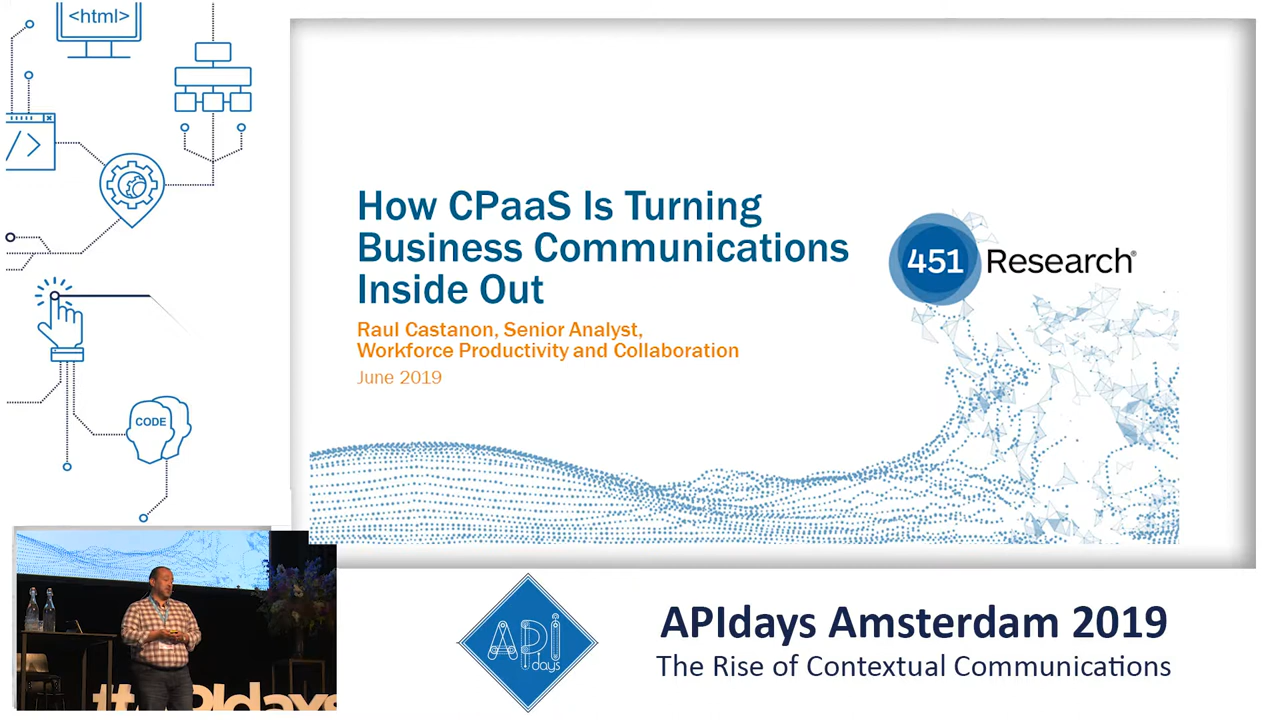 <html>
</>
CODE
How CPaaS Is Turning
Business Communications
Inside Out
Raul Castanon, Senior Analyst,
Workforce Productivity and Collaboration
June 2019
451 Research®
#APIdays
API
days
APIdays Amsterdam 2019
The Rise of Contextual Communications